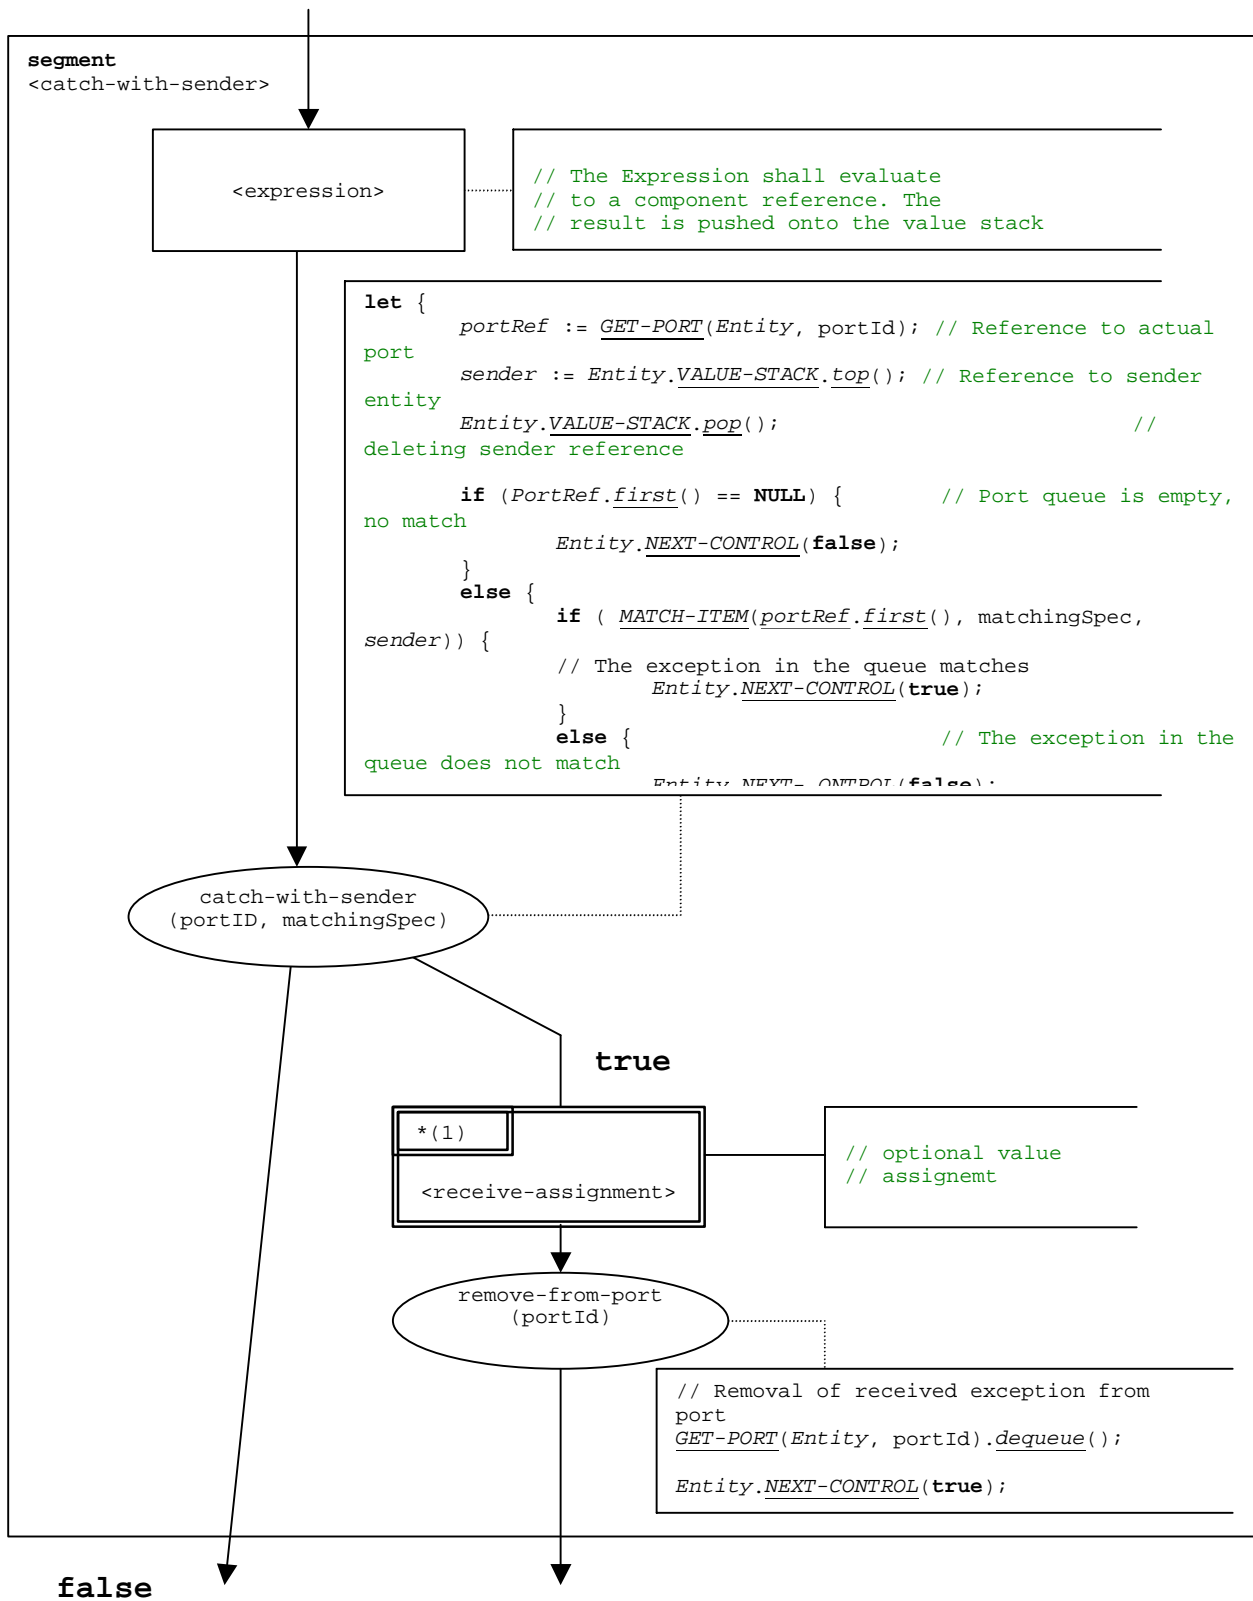 segment
<catch-with-sender>
<expression>
// The Expression shall evaluate
// to a component reference. The
// result is pushed onto the value stack
let {
portRef := GET-PORT(Entity, portId); // Reference to actual
port
sender := Entity.VALUE-STACK.top(); // Reference to sender
entity
Entity.VALUE-STACK.pop(); //
deleting sender reference
if (PortRef.first() == NULL) { // Port queue is empty,
no match
Entity.NEXT-CONTROL(false);
}
else {
if ( MATCH-ITEM(portRef.first(), matchingSpec,
sender)) {
// The exception in the queue matches
Entity.NEXT-CONTROL(true);
}
else { // The exception in the
queue does not match
Entity.NEXT- ONTROL(false);
catch-with-sender
(portID, matchingSpec)
true
*(1)
<receive-assignment>
// optional value
// assignemt
remove-from-port
(portId)
// Removal of received exception from
port
GET-PORT(Entity, portId).dequeue();
Entity.NEXT-CONTROL(true);
false